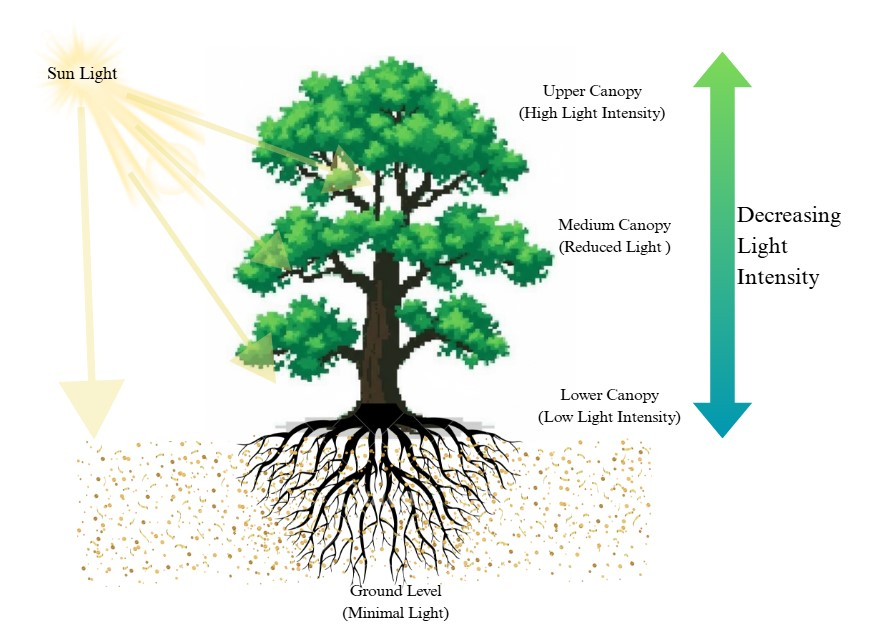 Sun Light
Upper Canopy
(High Light Intensity)
Medium Canopy
(Reduced Light )
Decreasing
Light
Intensity
Lower Canopy
(Low Light Intensity)
Ground Level
(Minimal Light)